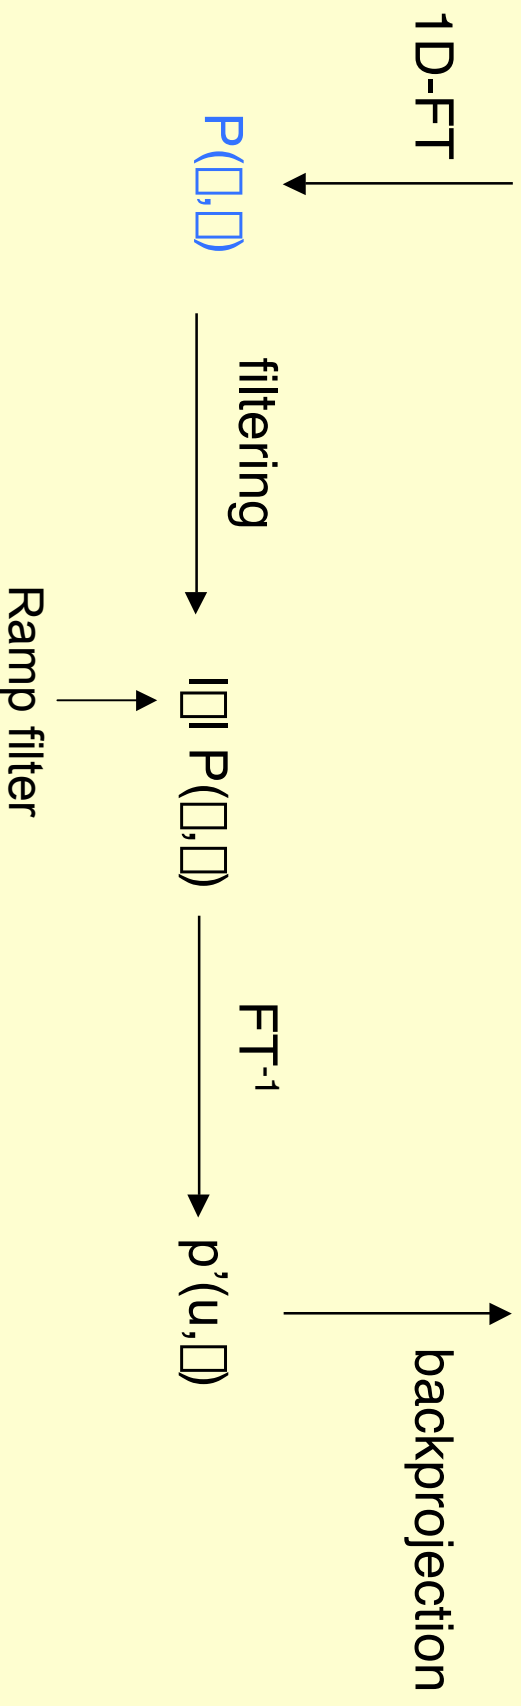 1D-FT
backprojection
filtering
FT-1
P(□,□)
I□I P(□,□)
p’(u,□)
Ramp filter